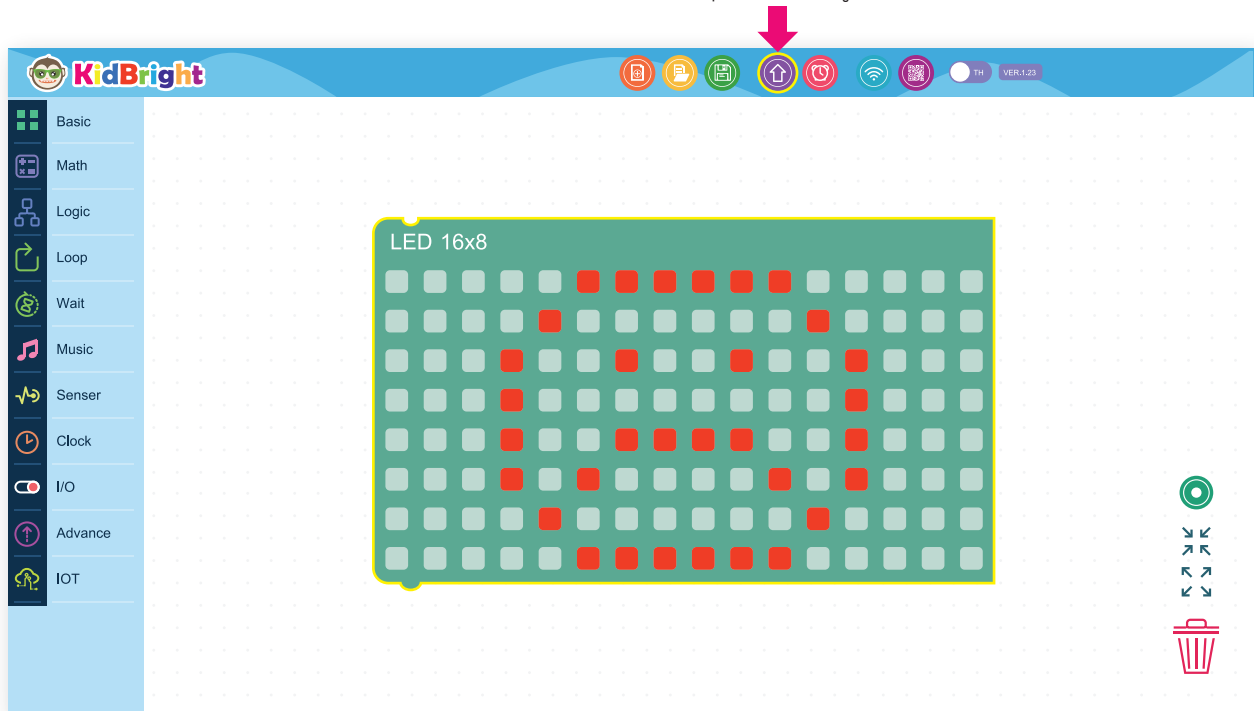 KidBright
TH
VER.1.23
Basic
Math
Logic
Loop
Wait
Music
Senser
Clock
I/O
Advance
IOT
LED 16x8